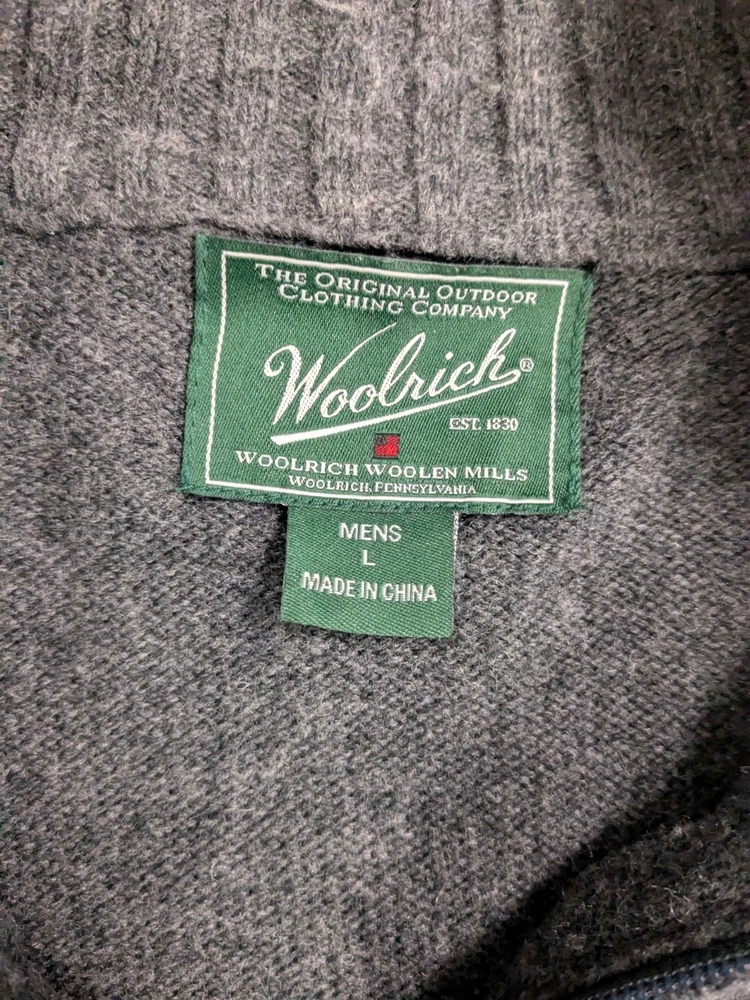 THE ORIGINAL OUTDOOR
CLOTHING COMPANY
Woolrich®
EST. 1830
WOOLRICH WOOLEN MILLS
WOOLRICH, PENNSYLVANIA
MENS
L
MADE IN CHINA